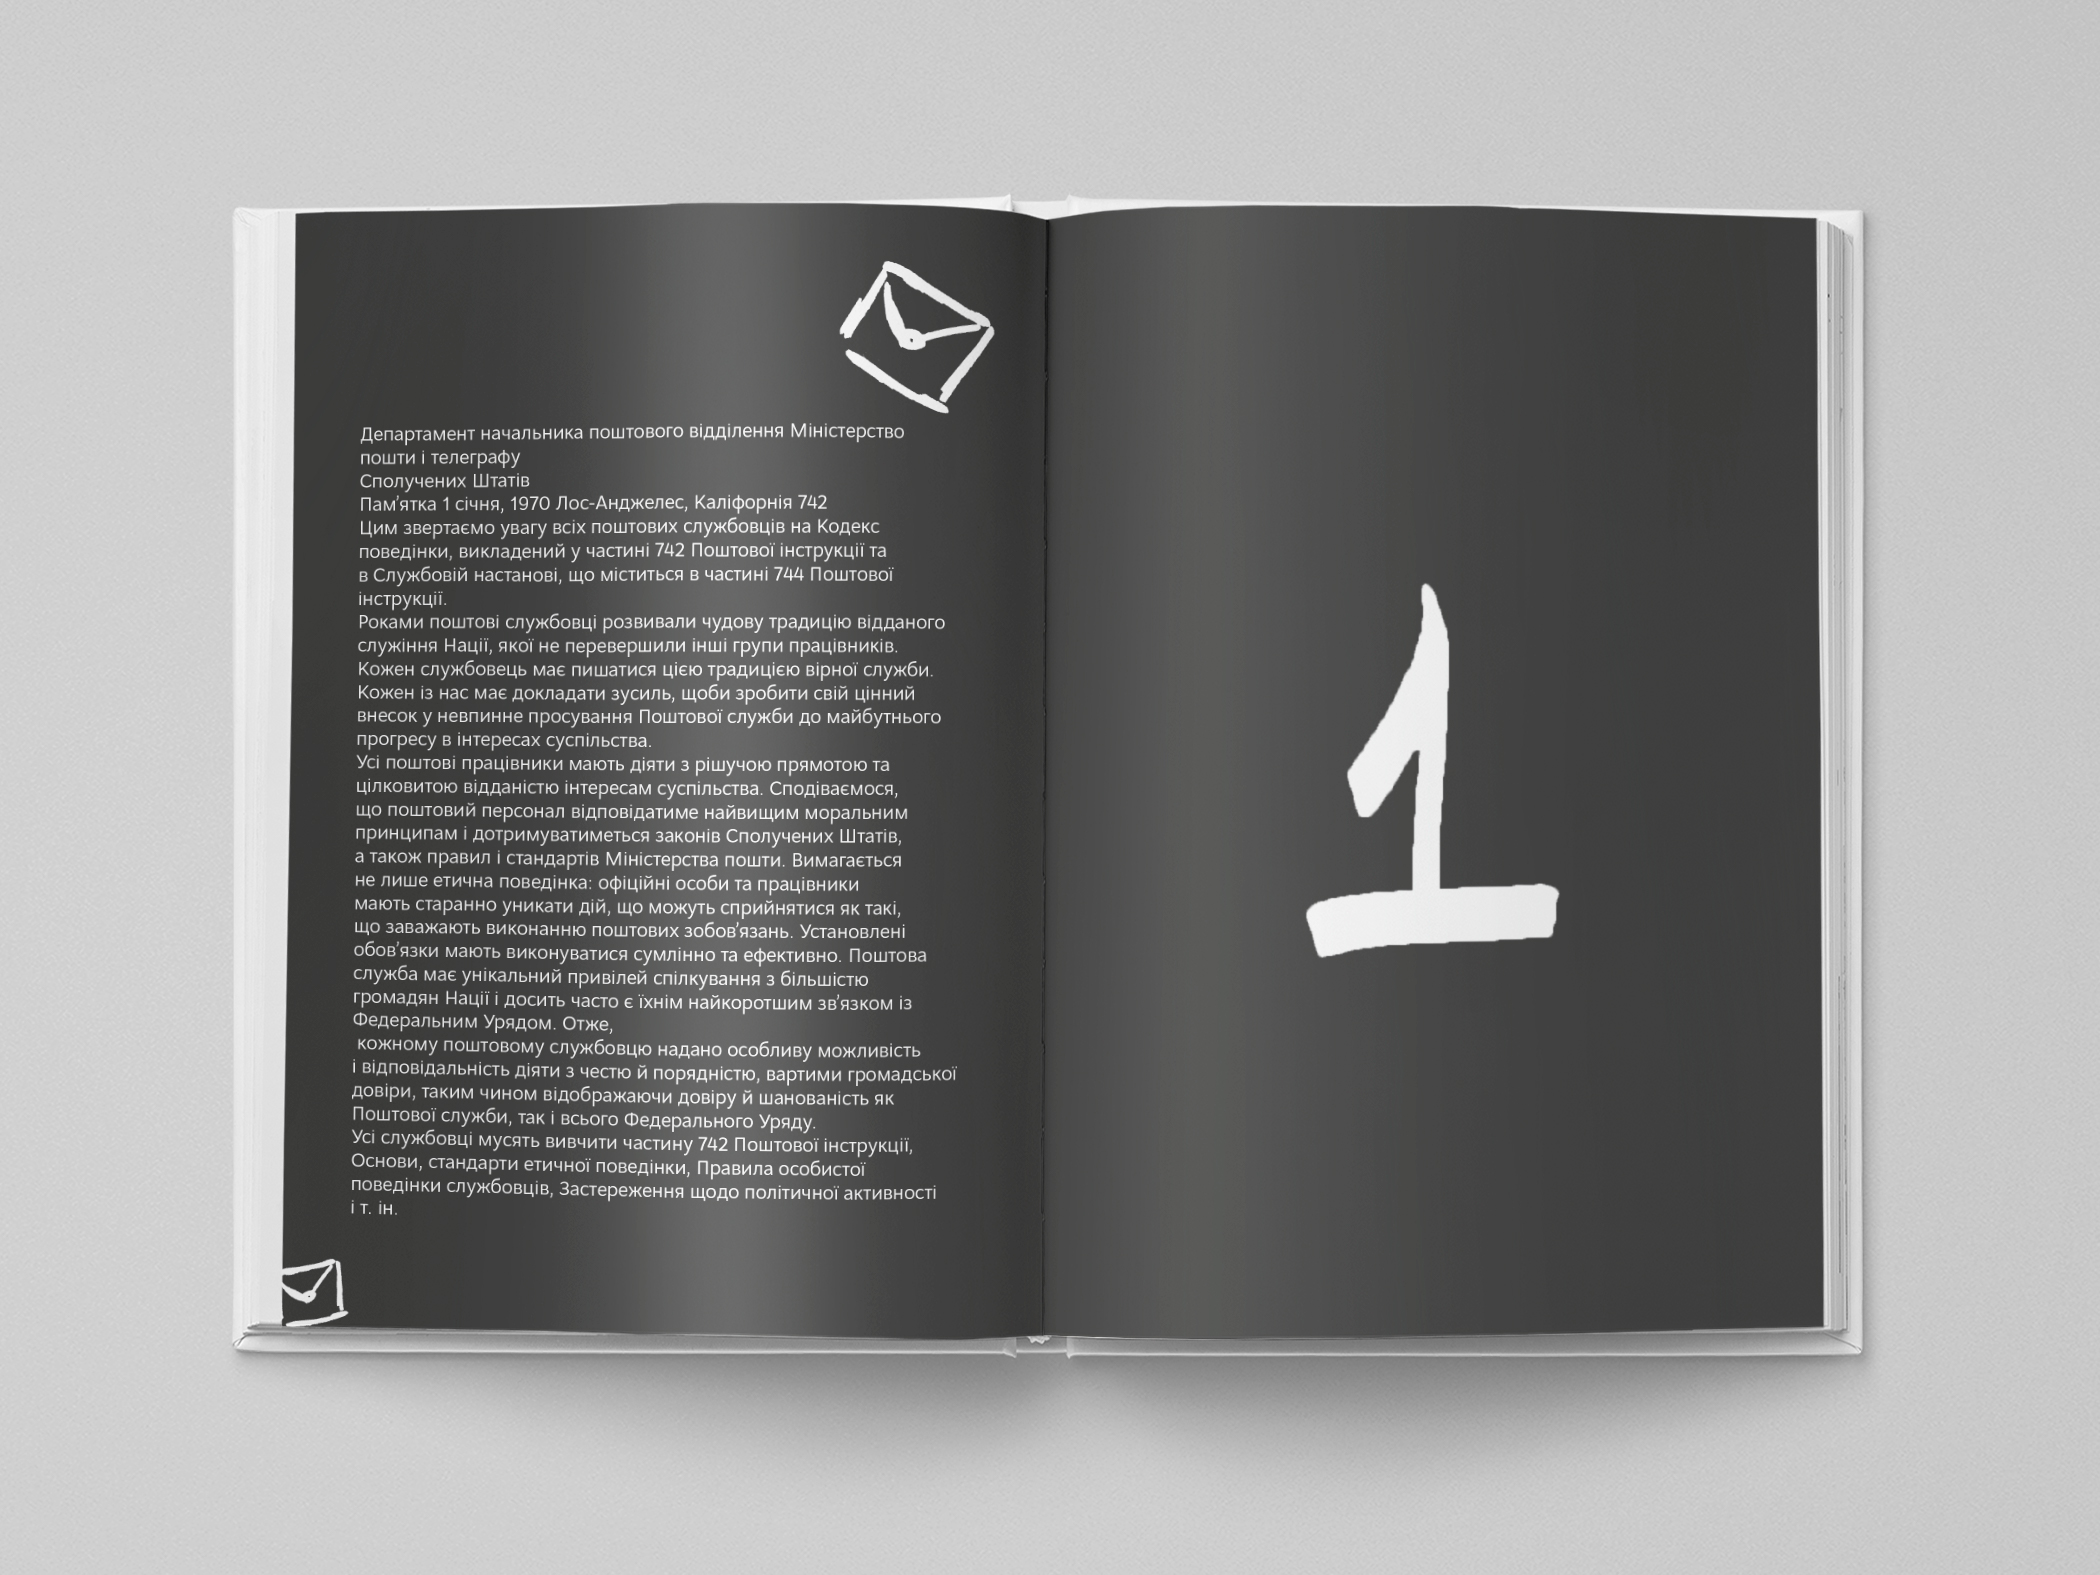 Департамент начальника поштового відділення Міністерство
пошти і телеграфу
Сполучених Штатів
Пам’ятка 1 січня, 1970 Лос-Анджелес, Каліфорнія 742
Цим звертаємо увагу всіх поштових службовців на Кодекс
поведінки, викладений у частині 742 Поштової інструкції та
в Службовій настанові, що міститься в частині 744 Поштової
інструкції.
Роками поштові службовці розвивали чудову традицію відданого
служіння Нації, якої не перевершили інші групи працівників.
Кожен службовець має пишатися цією традицією вірної служби.
Кожен із нас має докладати зусиль, щоби зробити свій цінний
внесок у невпинне просування Поштової служби до майбутнього
прогресу в інтересах суспільства.
Усі поштові працівники мають діяти з рішучою прямотою та
цілковитою відданістю інтересам суспільства. Сподіваємося,
що поштовий персонал відповідатиме найвищим моральним
принципам і дотримуватиметься законів Сполучених Штатів,
а також правил і стандартів Міністерства пошти. Вимагається
не лише етична поведінка: офіційні особи та працівники
мають старанно уникати дій, що можуть сприйнятися як такі,
що заважають виконанню поштових зобов’язань. Установлені
обов’язки мають виконуватися сумлінно та ефективно. Поштова
служба має унікальний привілей спілкування з більшістю
громадян Нації і досить часто є їхнім найкоротшим зв’язком із
Федеральним Урядом. Отже,
кожному поштовому службовцю надано особливу можливість
і відповідальність діяти з честю й порядністю, вартими громадської
довіри, таким чином відображаючи довіру й шанованість як
Поштової служби, так і всього Федерального Уряду.
Усі службовці мусять вивчити частину 742 Поштової інструкції,
Основи, стандарти етичної поведінки, Правила особистої
поведінки службовців, Застереження щодо політичної активності
і т. ін.
1